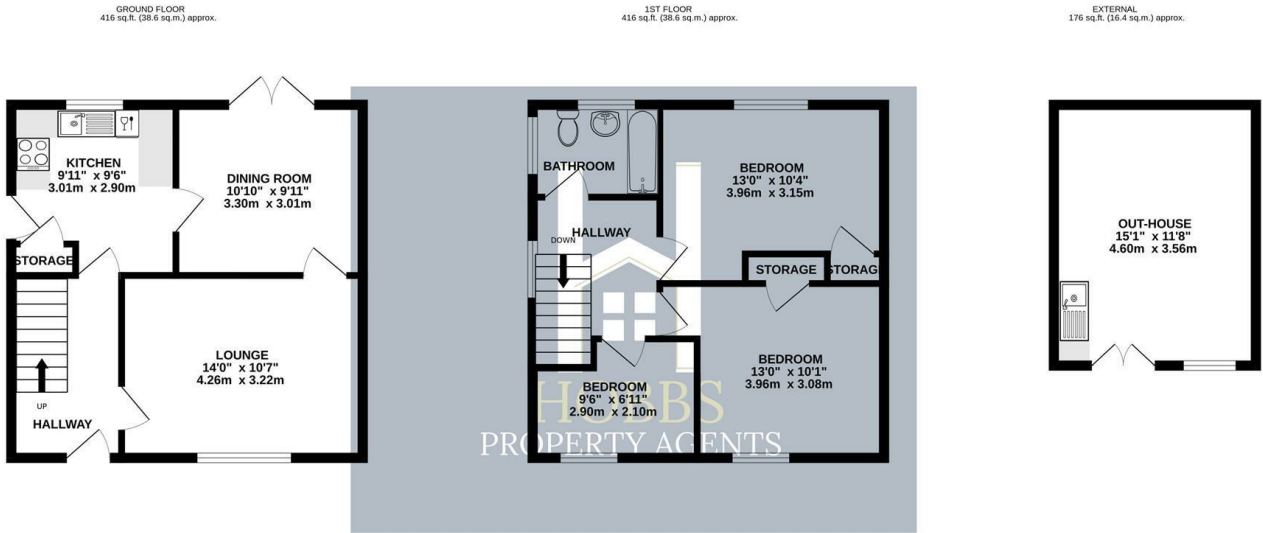 GROUND FLOOR
416 sq.ft. (38.6 sq.m.) approx.
1ST FLOOR
416 sq.ft. (38.6 sq.m.) approx.
EXTERNAL
176 sq.ft. (16.4 sq.m.) approx.
KITCHEN
9'11" x 9'6"
3.01m x 2.90m
DINING ROOM
10'10" x 9'11"
3.30m x 3.01m
STORAGE
LOUNGE
14'0" x 10'7"
4.26m x 3.22m
UP
HALLWAY
BATHROOM
BEDROOM
13'0" x 10'4"
3.96m x 3.15m
HALLWAY
DOWN
STORAGE
STORAG
BEDROOM
13'0" x 10'1"
3.96m x 3.08m
BEDROOM
9'6" x 6'11"
2.90m x 2.10m
HOBBS
PROPERTY AGENTS
OUT-HOUSE
15'1" x 11'8"
4.60m x 3.56m